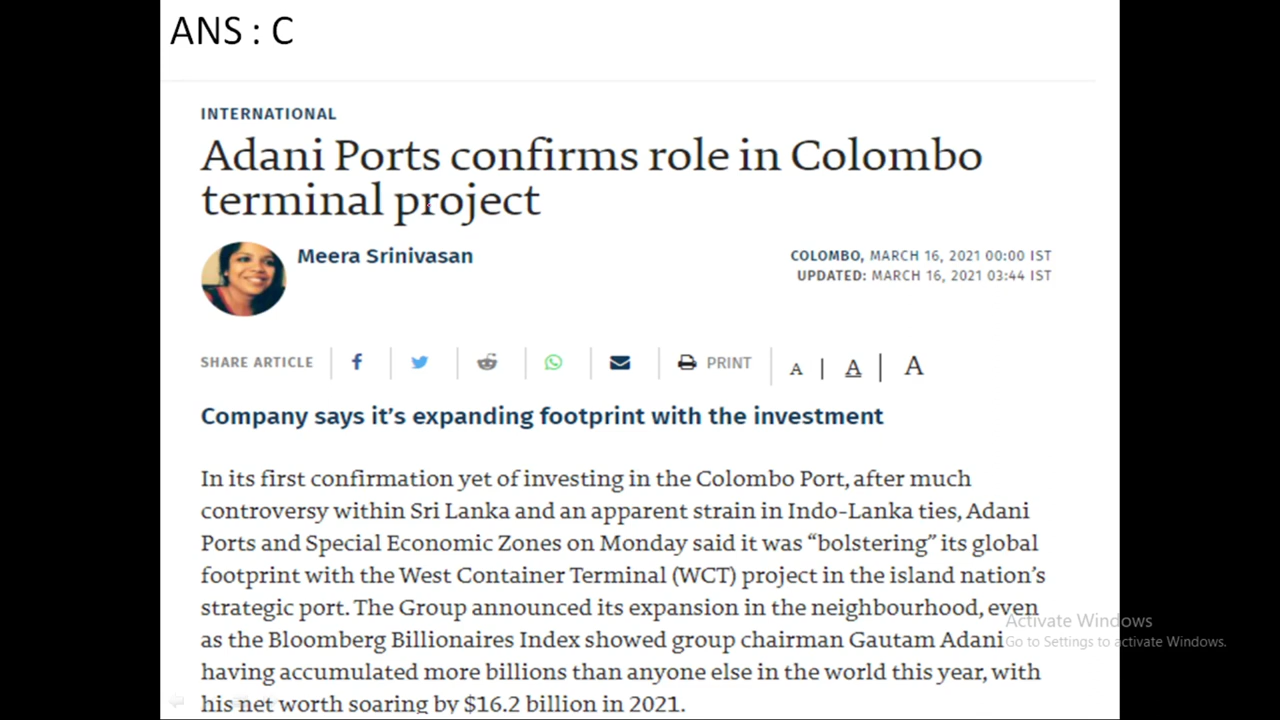 ANS : C
INTERNATIONAL
Adani Ports confirms role in Colombo
terminal project
Meera Srinivasan
COLOMBO, MARCH 16, 2021 00:00 IST
UPDATED: MARCH 16, 2021 03:44 IST
SHARE ARTICLE PRINT A | A | A
Company says it’s expanding footprint with the investment
In its first confirmation yet of investing in the Colombo Port, after much
controversy within Sri Lanka and an apparent strain in Indo-Lanka ties, Adani
Ports and Special Economic Zones on Monday said it was “bolstering” its global
footprint with the West Container Terminal (WCT) project in the island nation’s
strategic port. The Group announced its expansion in the neighbourhood, even
as the Bloomberg Billionaires Index showed group chairman Gautam Adani
having accumulated more billions than anyone else in the world this year, with
his net worth soaring by $16.2 billion in 2021.
Activate Windows
Go to Settings to activate Windows.